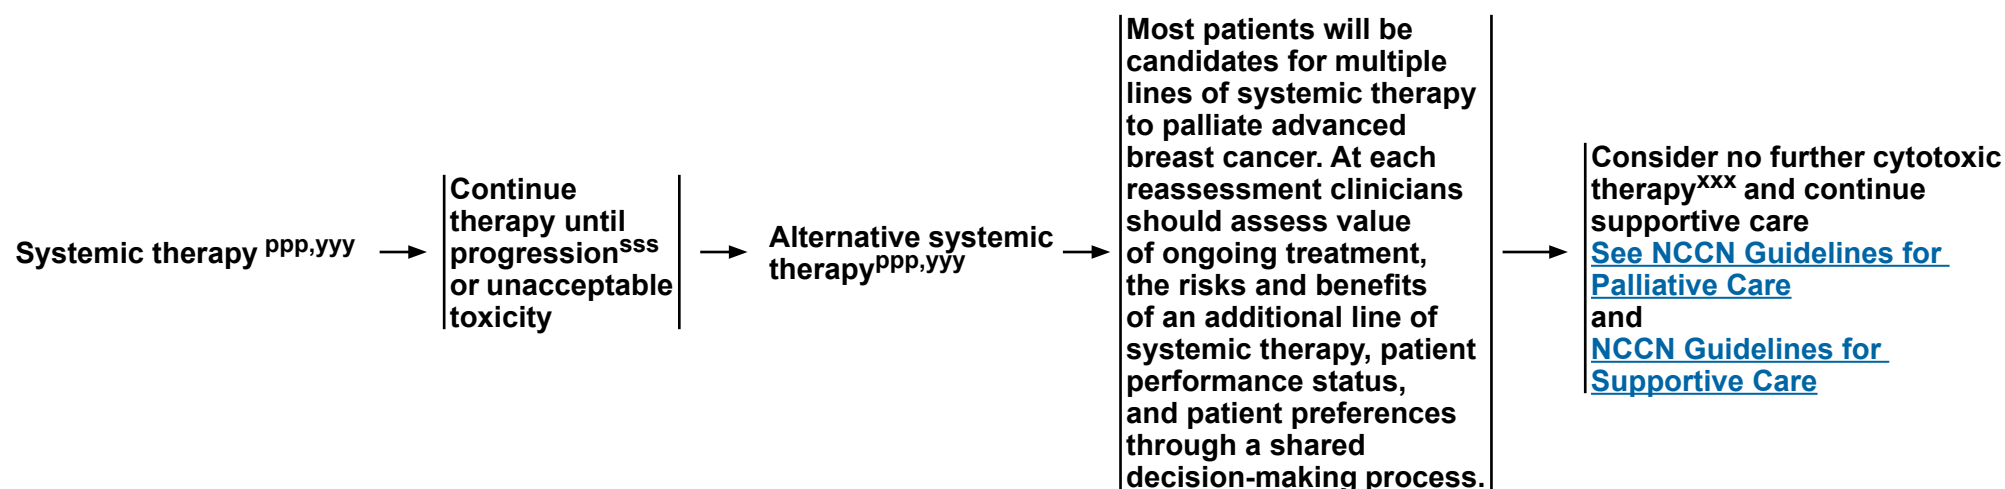 Systemic therapy ppp,yyy
Continue
therapy until
progressionsss
or unacceptable
toxicity
Alternative systemic
therapyppp,yyy
Most patients will be
candidates for multiple
lines of systemic therapy
to palliate advanced
breast cancer. At each
reassessment clinicians
should assess value
of ongoing treatment,
the risks and benefits
of an additional line of
systemic therapy, patient
performance status,
and patient preferences
through a shared
decision-making process.
Consider no further cytotoxic
therapyxxx and continue
supportive care
See NCCN Guidelines for
Palliative Care
and
NCCN Guidelines for
Supportive Care